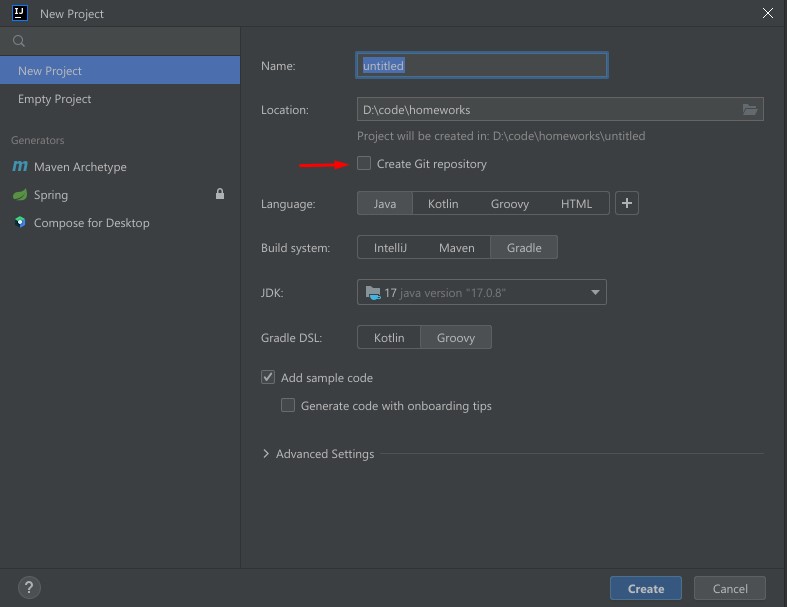 IJ
New Project
New Project
Empty Project
Generators
m Maven Archetype
Spring
Compose for Desktop
Name: untitled
Location: D:\code\homeworks
Project will be created in: D:\code\homeworks\untitled
Create Git repository
Language: Java Kotlin Groovy HTML +
Build system: IntelliJ Maven Gradle
JDK: 17 java version "17.0.8"
Gradle DSL: Kotlin Groovy
Add sample code
Generate code with onboarding tips
Advanced Settings
? Create Cancel